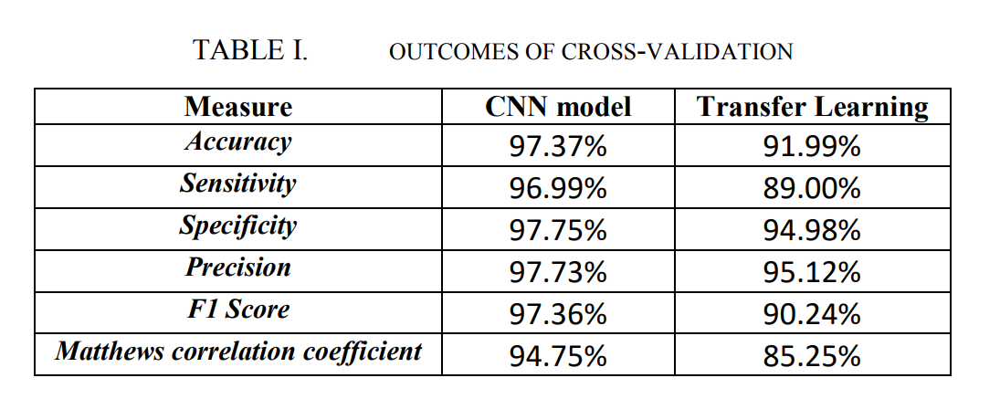 TABLE I. OUTCOMES OF CROSS-VALIDATION
Measure CNN model Transfer Learning
Accuracy 97.37% 91.99%
Sensitivity 96.99% 89.00%
Specificity 97.75% 94.98%
Precision 97.73% 95.12%
F1 Score 97.36% 90.24%
Matthews correlation coefficient 94.75% 85.25%